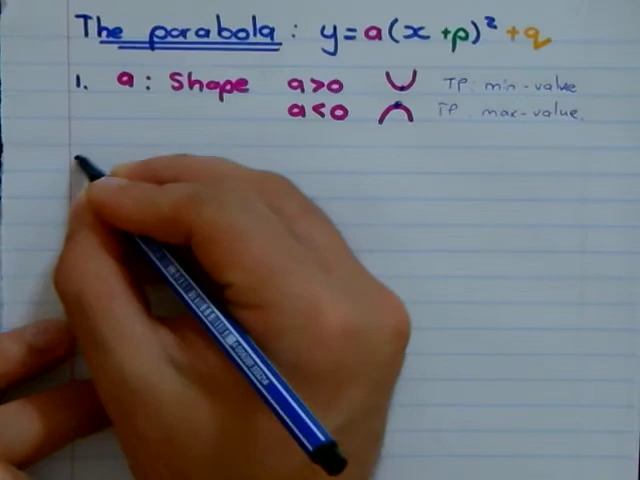 The parabola : y = a(x + p)² + q
1. a : Shape a > 0 TP: min-value
a < 0 TP: max-value.